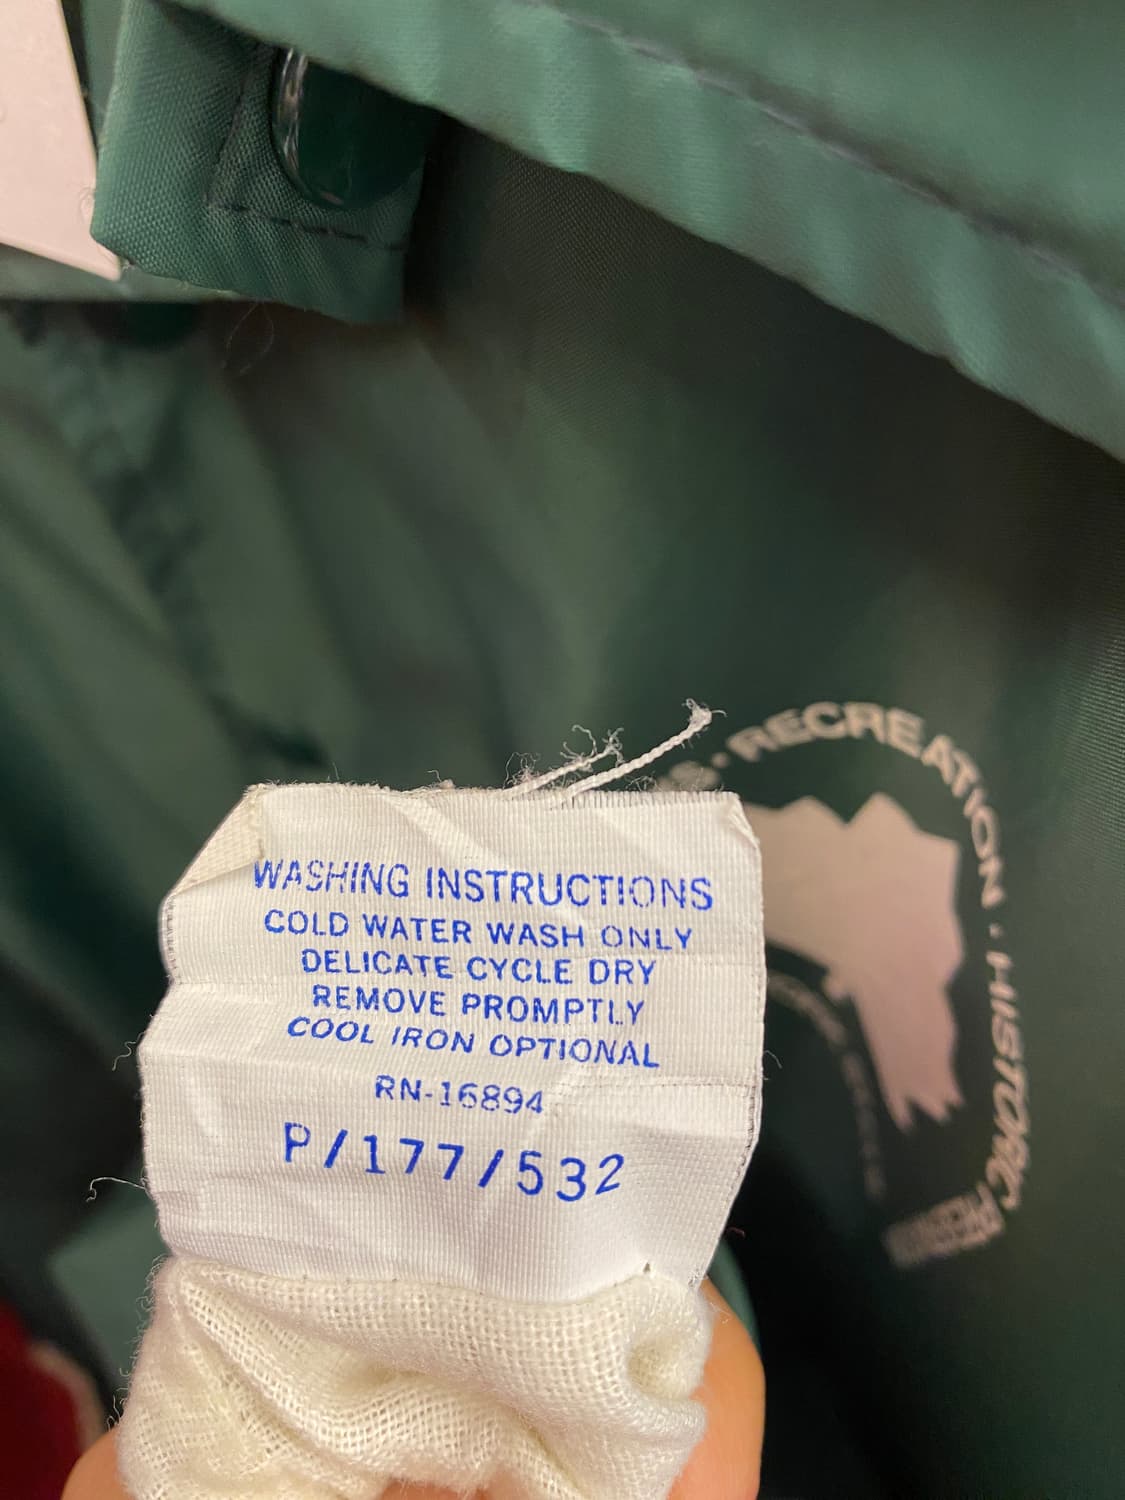 WASHING INSTRUCTIONS
COLD WATER WASH ONLY
DELICATE CYCLE DRY
REMOVE PROMPTLY
COOL IRON OPTIONAL
RN-16894
P/177/532
· RECREATION · HISTORIC